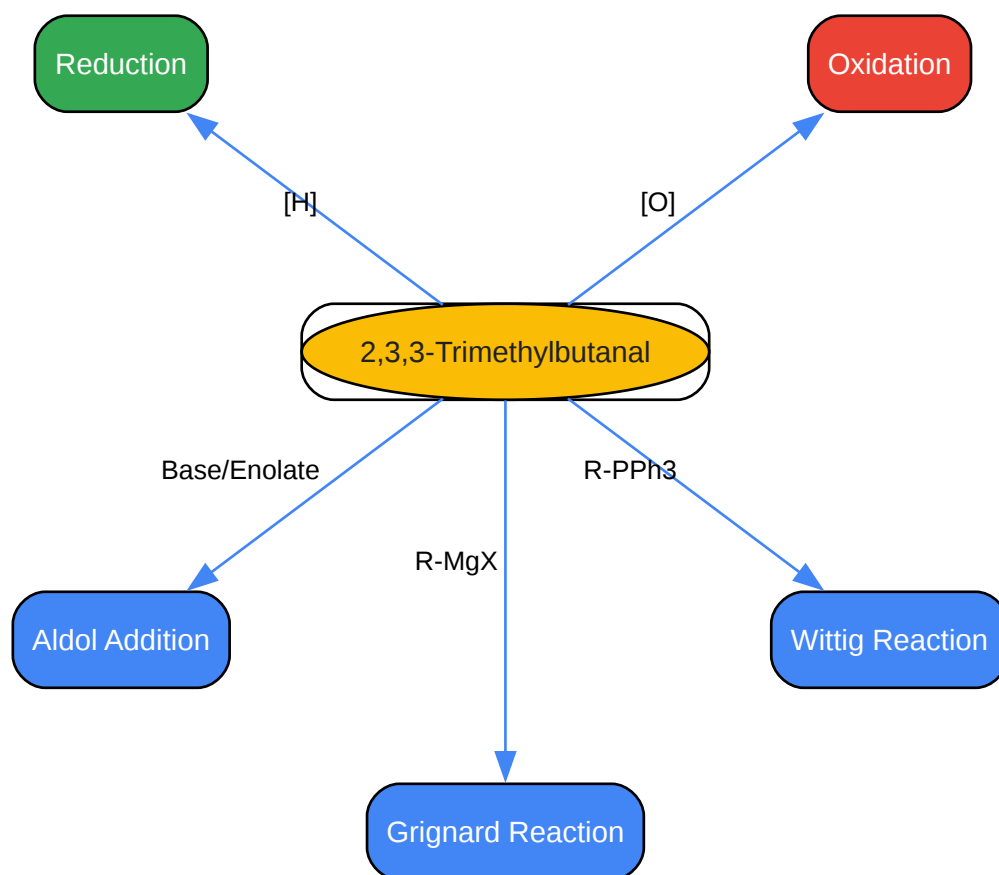 Reduction
Oxidation
[H]
[O]
2,3,3-Trimethylbutanal
Base/Enolate
R-PPh3
R-MgX
Aldol Addition
Wittig Reaction
Grignard Reaction